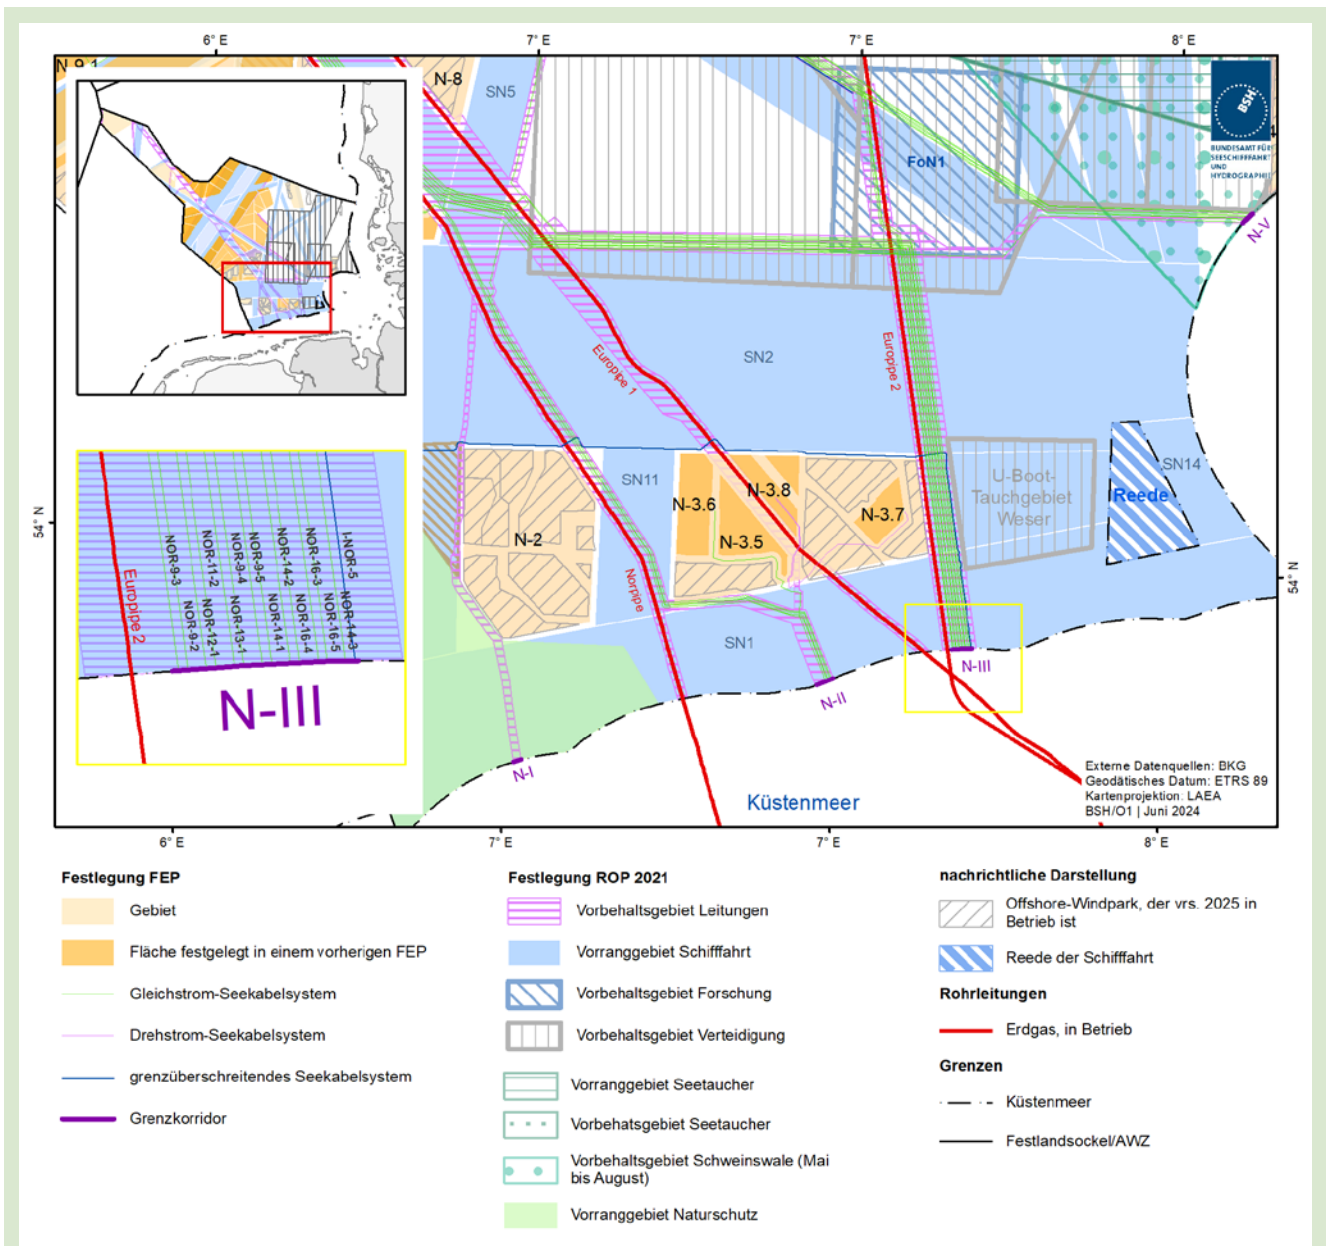 6° E
7° E
7° E
8° E
N-9.1
N-8
SN5
FoN1
BSH
BUNDESAMT FÜR
SEESCHIFFFAHRT
UND
HYDROGRAPHIE
N-V
SN2
Europipe 1
Europipe 2
54° N
SN11
N-3.6
N-3.8
N-3.5
N-3.7
N-2
U-Boot-
Tauchgebiet
Weser
Reede
SN14
54° N
Norpipe
SN1
N-I
N-II
N-III
Küstenmeer
Europipe 2
NOR-9-3
NOR-11-2
NOR-9-4
NOR-9-5
NOR-14-2
NOR-16-3
I-NOR-5
NOR-9-2
NOR-12-1
NOR-13-1
NOR-14-1
NOR-16-4
NOR-16-5
NOR-14-3
N-III
Externe Datenquellen: BKG
Geodätisches Datum: ETRS 89
Kartenprojektion: LAEA
BSH/O1 | Juni 2024
6° E
7° E
7° E
8° E
Festlegung FEP
Gebiet
Fläche festgelegt in einem vorherigen FEP
Gleichstrom-Seekabelsystem
Drehstrom-Seekabelsystem
grenzüberschreitendes Seekabelsystem
Grenzkorridor
Festlegung ROP 2021
Vorbehaltsgebiet Leitungen
Vorranggebiet Schifffahrt
Vorbehaltsgebiet Forschung
Vorbehaltsgebiet Verteidigung
Vorranggebiet Seetaucher
Vorbehatsgebiet Seetaucher
Vorbehaltsgebiet Schweinswale (Mai
bis August)
Vorranggebiet Naturschutz
nachrichtliche Darstellung
Offshore-Windpark, der vrs. 2025 in
Betrieb ist
Reede der Schifffahrt
Rohrleitungen
Erdgas, in Betrieb
Grenzen
Küstenmeer
Festlandsockel/AWZ